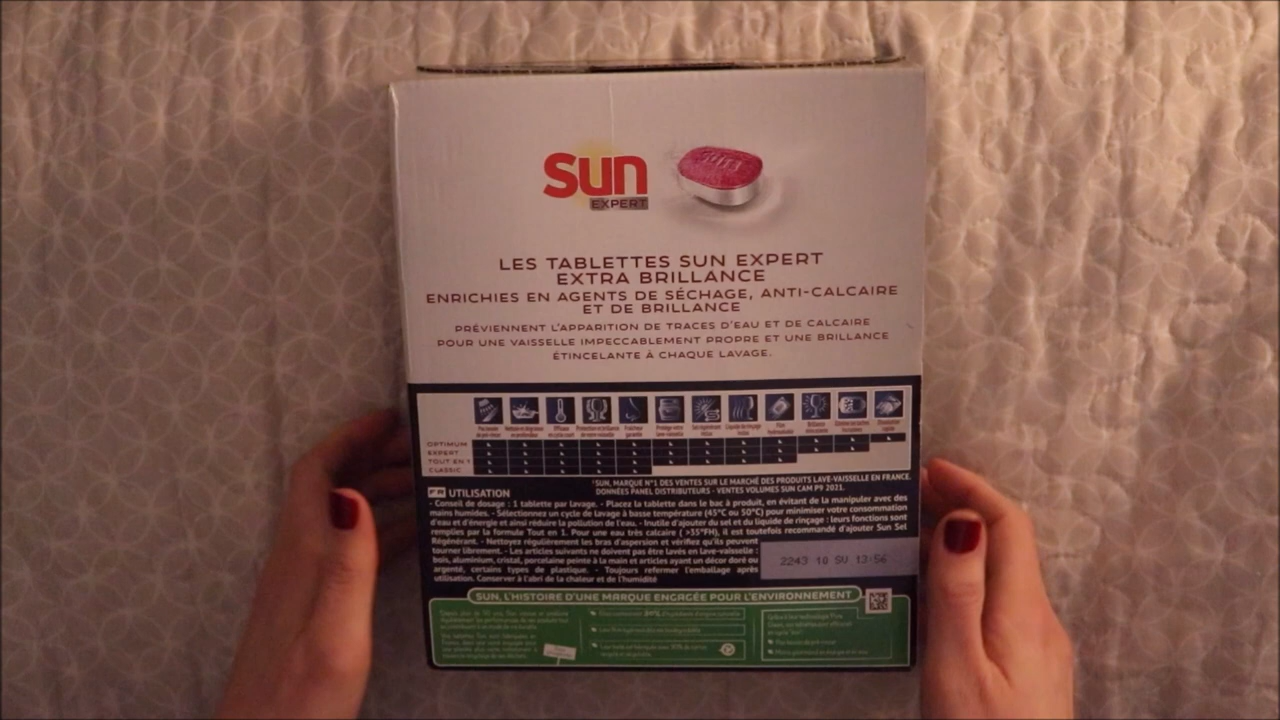 Sun
EXPERT
LES TABLETTES SUN EXPERT
EXTRA BRILLANCE
ENRICHIES EN AGENTS DE SÉCHAGE, ANTI-CALCAIRE
ET DE BRILLANCE
PRÉVIENNENT L'APPARITION DE TRACES D'EAU ET DE CALCAIRE
POUR UNE VAISSELLE IMPECCABLEMENT PROPRE ET UNE BRILLANCE
ÉTINCELANTE À CHAQUE LAVAGE.
OPTIMUM
EXPERT
TOUT EN 1
CLASSIC
*SUN, MARQUE N°1 DES VENTES SUR LE MARCHÉ DES PRODUITS LAVE-VAISSELLE EN FRANCE.
DONNÉES PANEL DISTRIBUTEURS - VENTES VOLUMES SUN CAM P9 2021.
FR UTILISATION
- Conseil de dosage : 1 tablette par lavage. - Placez la tablette dans le bac à produit, en évitant de la manipuler avec des
mains humides. - Sélectionnez un cycle de lavage à basse température (45°C ou 50°C) pour minimiser votre consommation
d'eau et d'énergie et ainsi réduire la pollution de l'eau. - Inutile d'ajouter du sel et du liquide de rinçage : leurs fonctions sont
remplies par la formule Tout en 1. Pour une eau très calcaire ( >35°FH), il est toutefois recommandé d'ajouter Sun Sel
Régénérant. - Nettoyez régulièrement les bras d'aspersion et vérifiez qu'ils peuvent
tourner librement. - Les articles suivants ne doivent pas être lavés en lave-vaisselle :
bois, aluminium, cristal, porcelaine peinte à la main et articles ayant un décor doré ou
argenté, certains types de plastique. - Toujours refermer l'emballage après
utilisation. Conserver à l'abri de la chaleur et de l'humidité
2243 10 SU 13:56
SUN, L'HISTOIRE D'UNE MARQUE ENGAGÉE POUR L'ENVIRONNEMENT